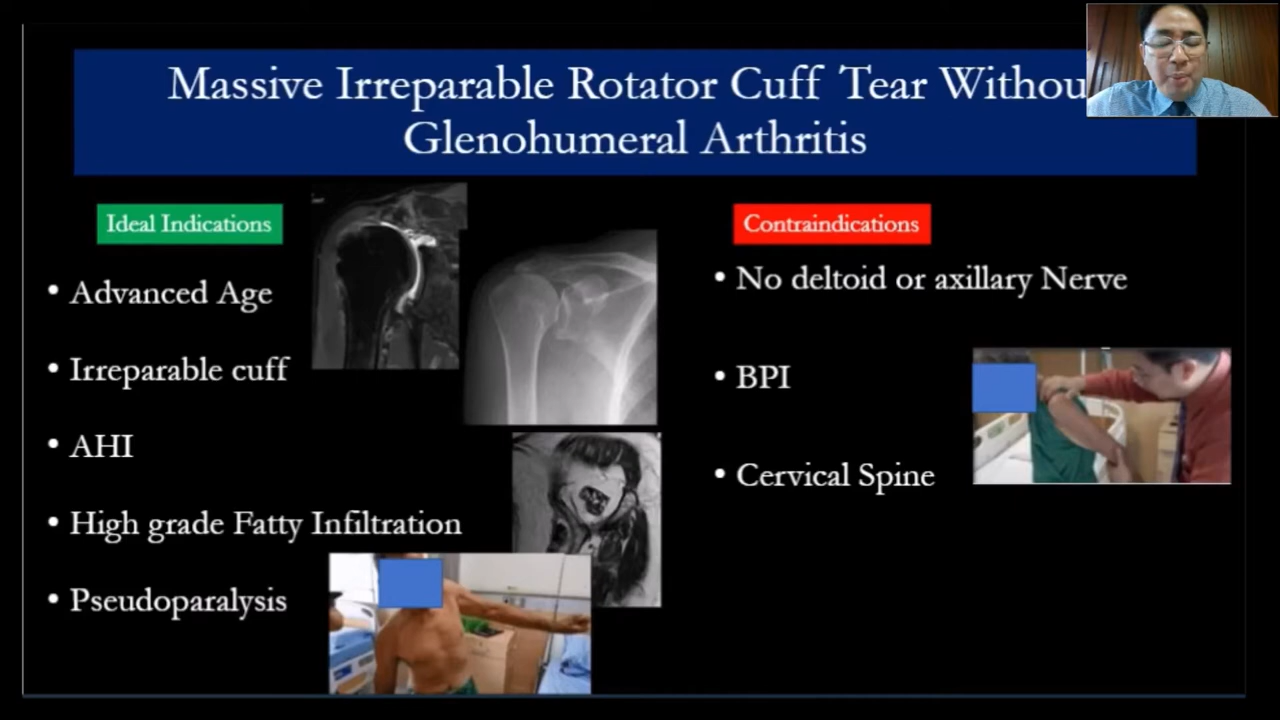 Massive Irreparable Rotator Cuff Tear Withou
Glenohumeral Arthritis
Ideal Indications
• Advanced Age
• Irreparable cuff
• AHI
• High grade Fatty Infiltration
• Pseudoparalysis
Contraindications
• No deltoid or axillary Nerve
• BPI
• Cervical Spine